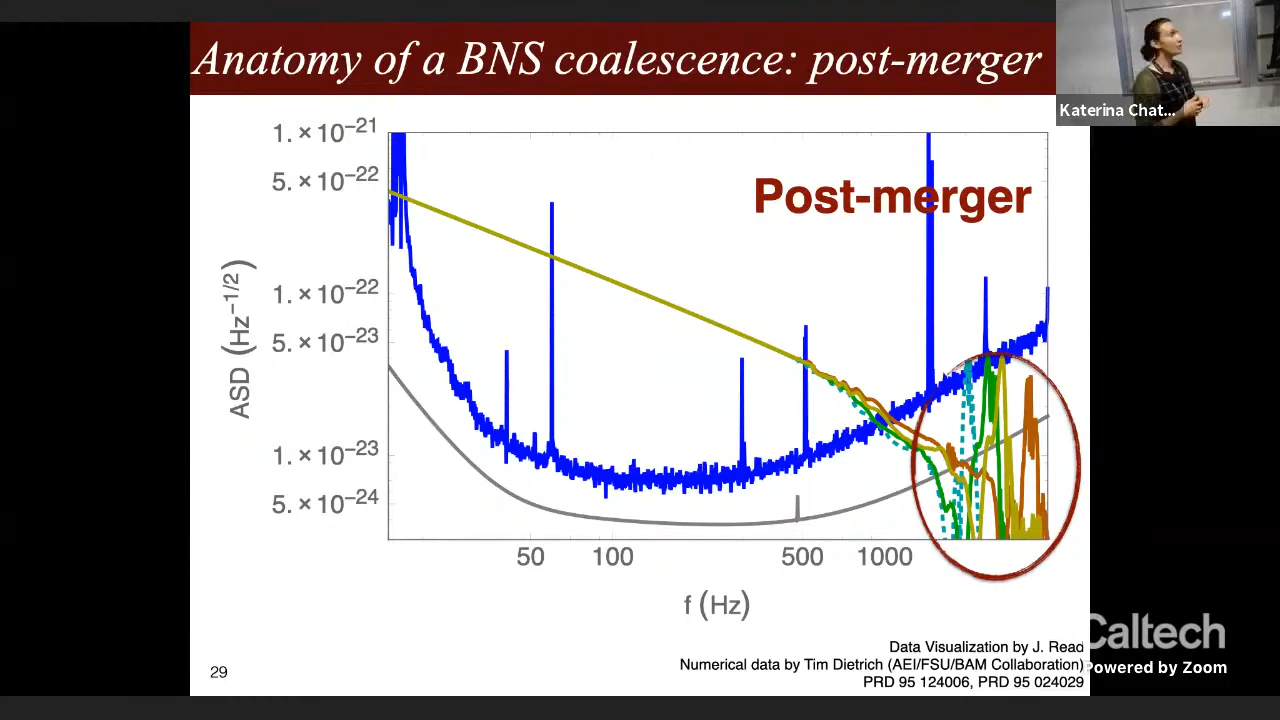 Anatomy of a BNS coalescence: post-merger
Katerina Chat...
1. × 10−21
5. × 10−22
1. × 10−22
5. × 10−23
1. × 10−23
5. × 10−24
ASD (Hz−1/2)
Post-merger
50 100 500 1000
f (Hz)
Data Visualization by J. Read
Numerical data by Tim Dietrich (AEI/FSU/BAM Collaboration)
PRD 95 124006, PRD 95 024029
29
Caltech
Powered by Zoom